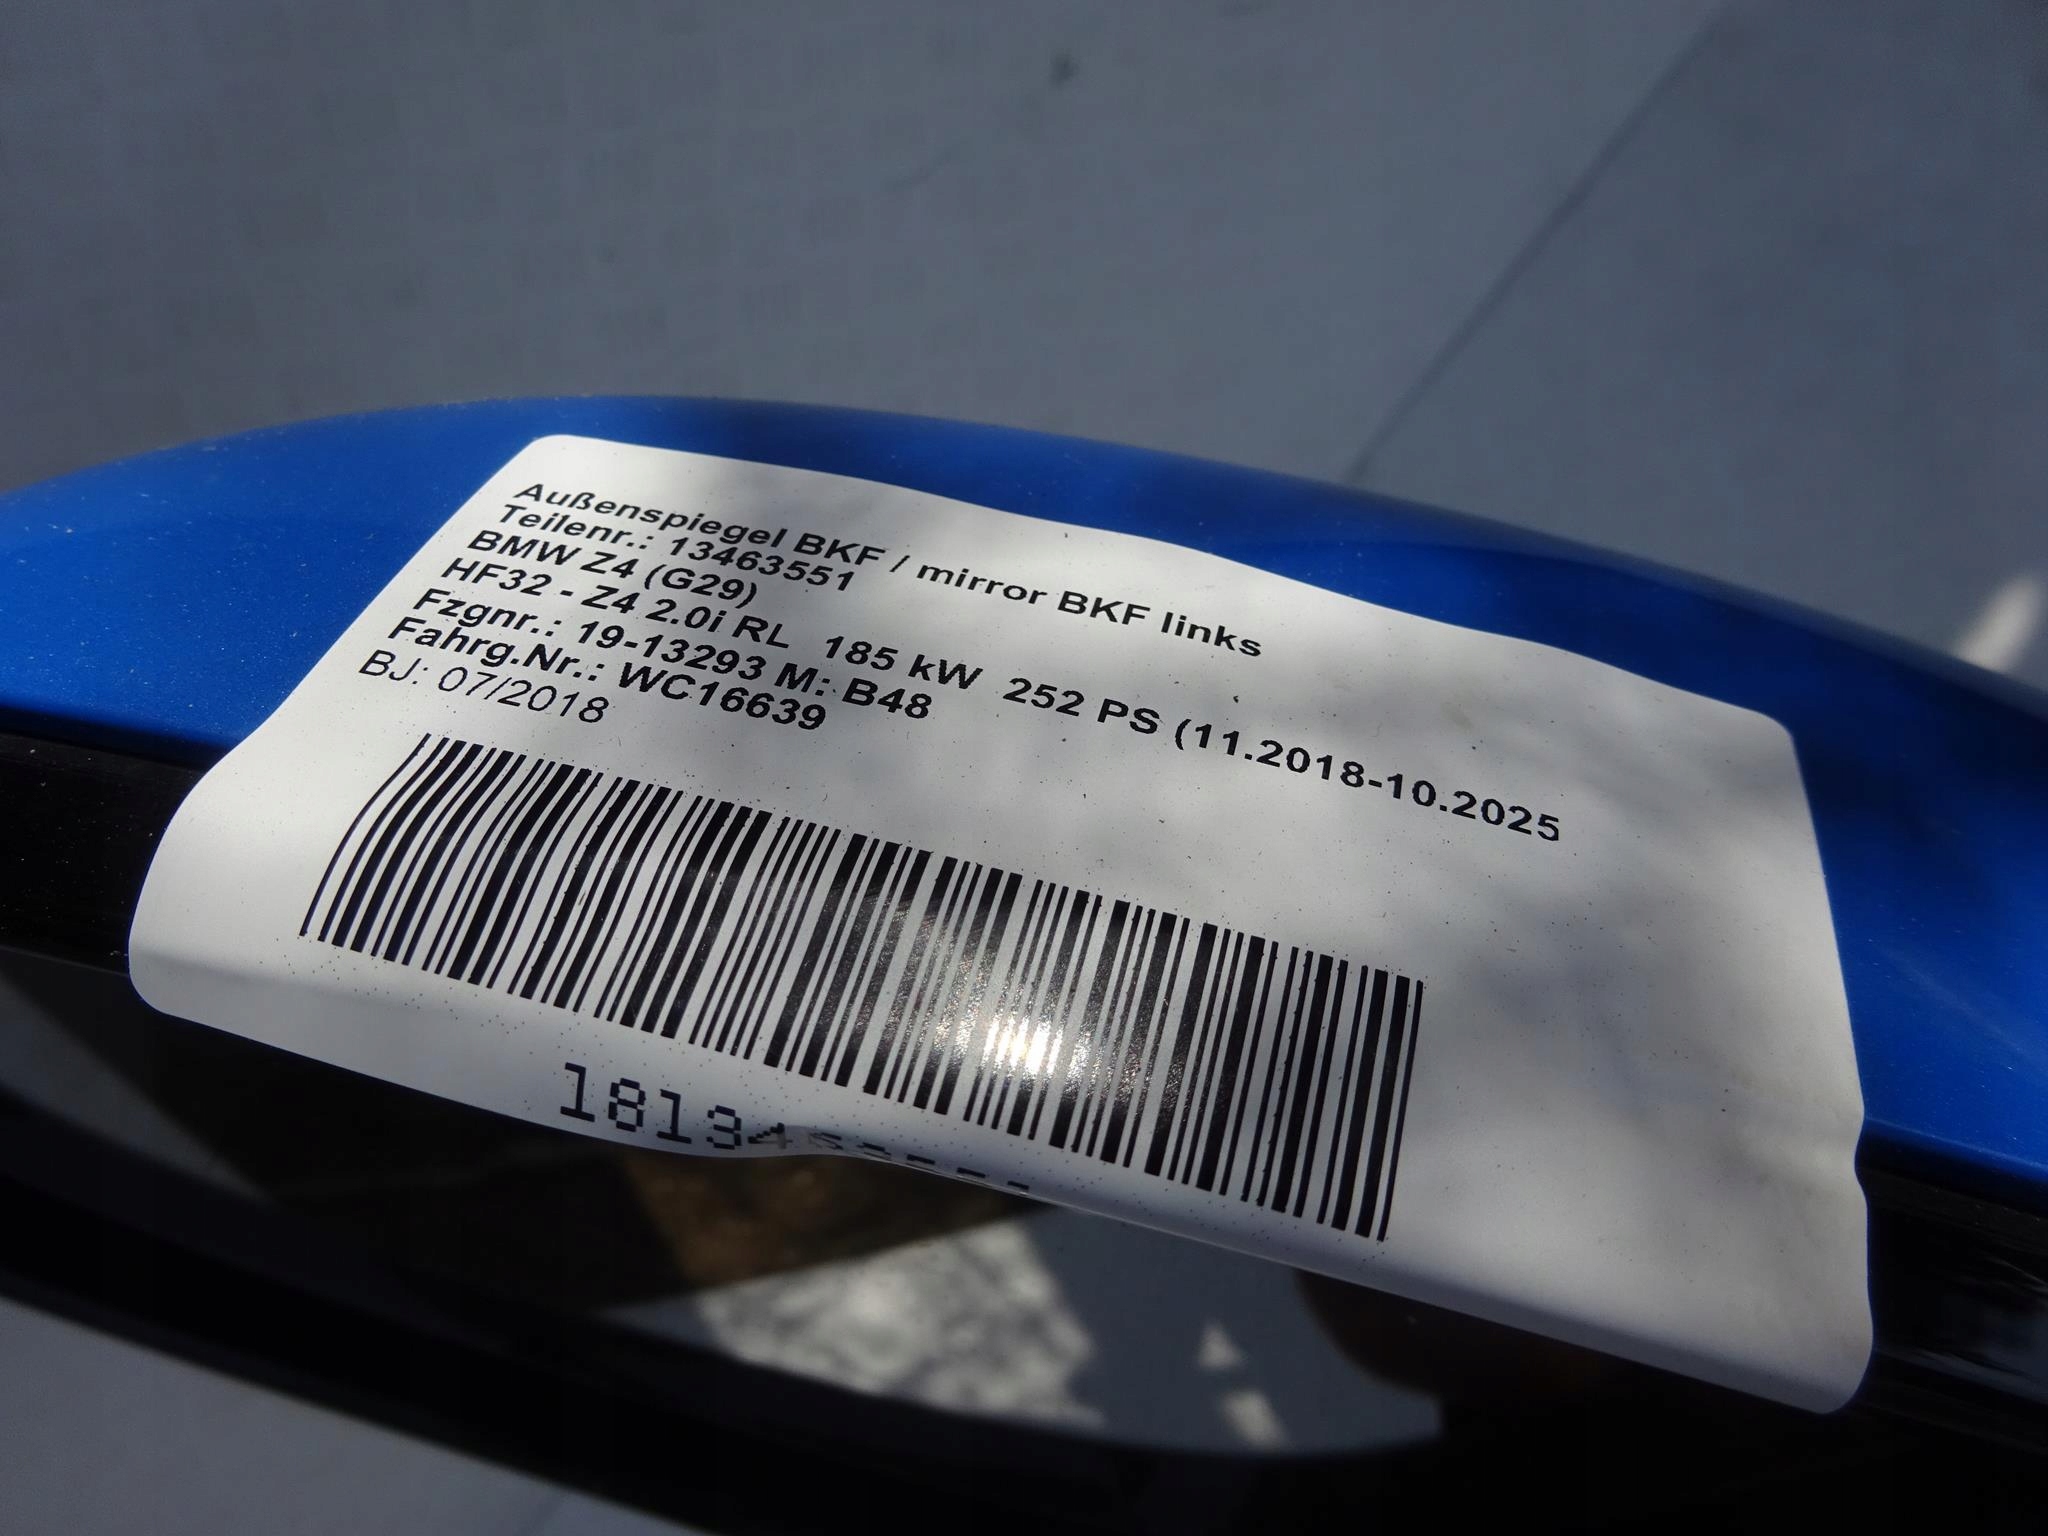 Außenspiegel BKF / mirror BKF links
Teilenr.: 13463551
BMW Z4 (G29)
HF32 - Z4 2.0i RL  185 kW  252 PS (11.2018-10.2025
Fzgnr.: 19-13293 M: B48
Fahrg.Nr.: WC16639
BJ: 07/2018